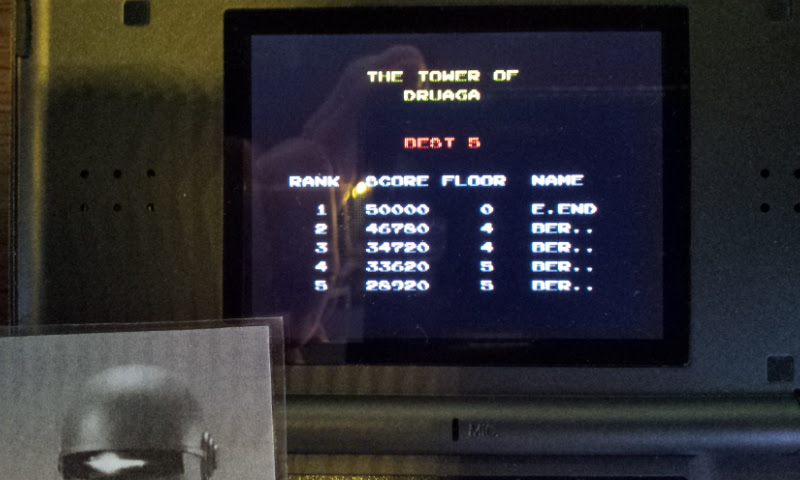 THE TOWER OF
DRUAGA
BEST 5
RANK SCORE FLOOR NAME
1 50000 0 E.END
2 46780 4 BER..
3 34720 4 BER..
4 33620 5 BER..
5 28920 5 BER..
MIC.